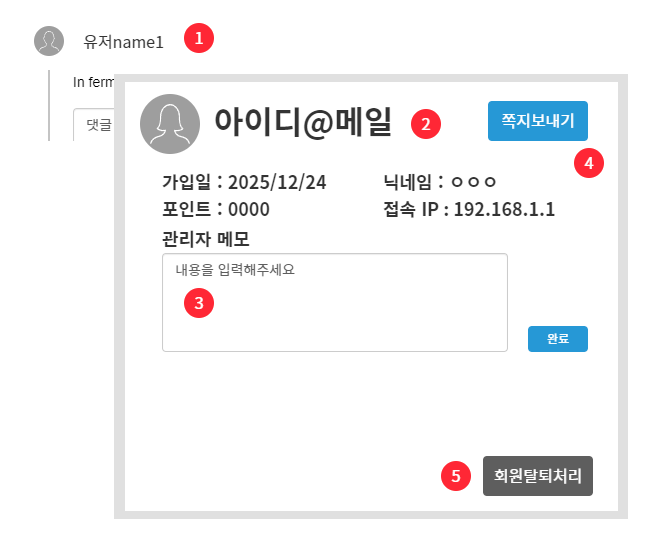 유저name1 1
In ferm
댓글
아이디@메일 2 쪽지보내기
4
가입일 : 2025/12/24 닉네임 : ㅇㅇㅇ
포인트 : 0000 접속 IP : 192.168.1.1
관리자 메모
내용을 입력해주세요
3
완료
5 회원탈퇴처리